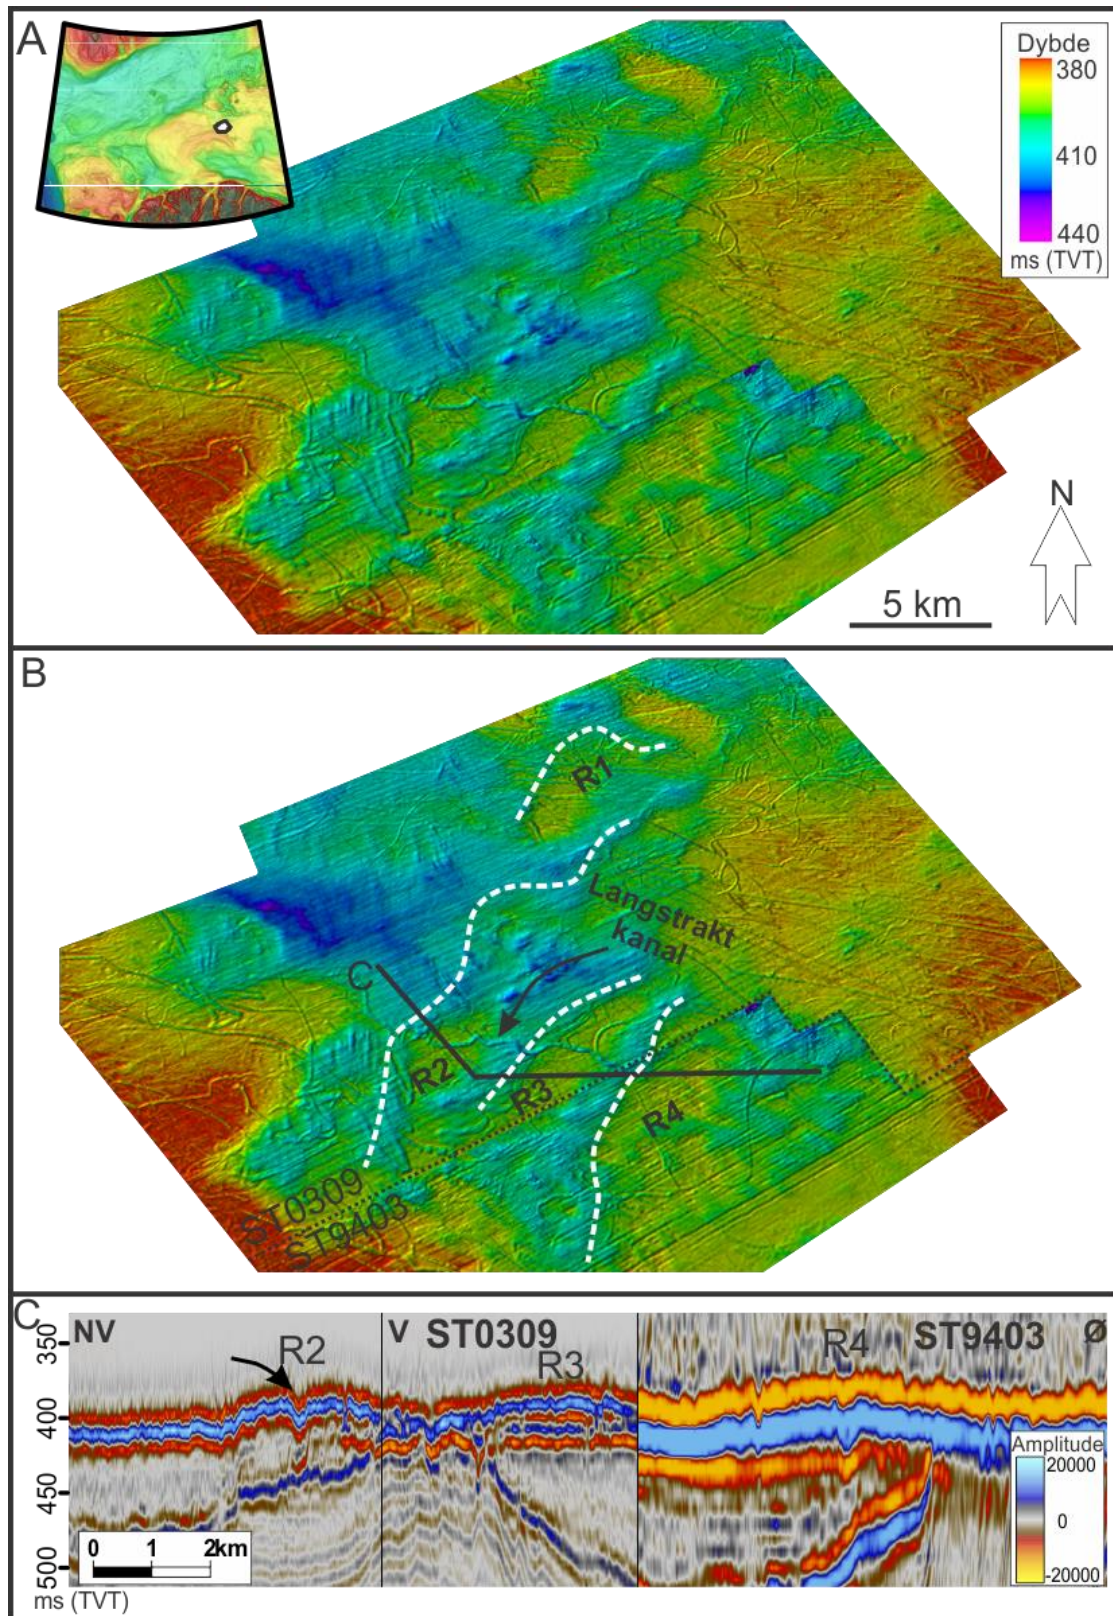 A
Dybde
380
410
440
ms (TVT)
N
5 km
B
R1
Langstrakt
kanal
C
R2
R3
R4
ST0309
ST9403
C
NV
V
ST0309
ST9403
Ø
R2
R3
R4
350
400
450
500
ms (TVT)
0 1 2km
Amplitude
20000
0
-20000